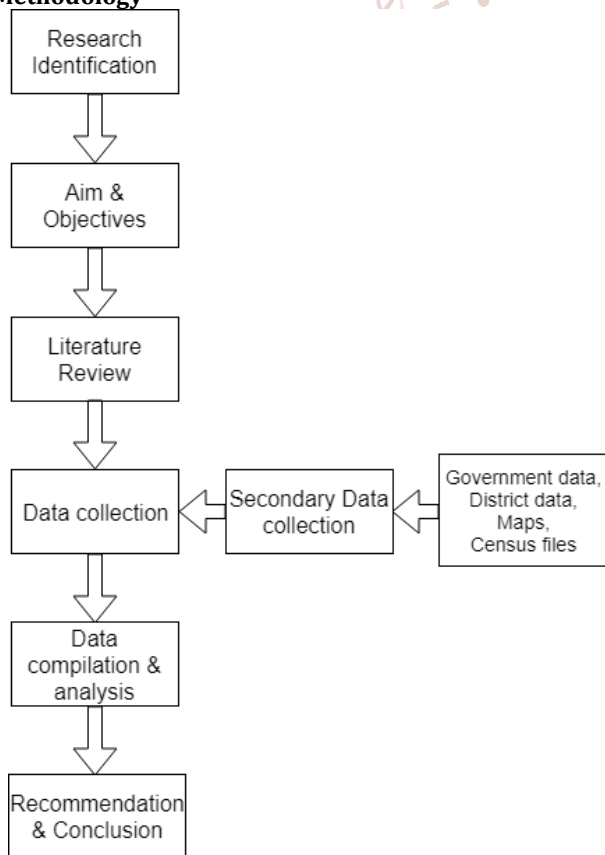 Methodology
Research
Identification
Aim &
Objectives
Literature
Review
Data collection
Secondary Data
collection
Government data,
District data,
Maps,
Census files
Data
compilation &
analysis
Recommendation
& Conclusion